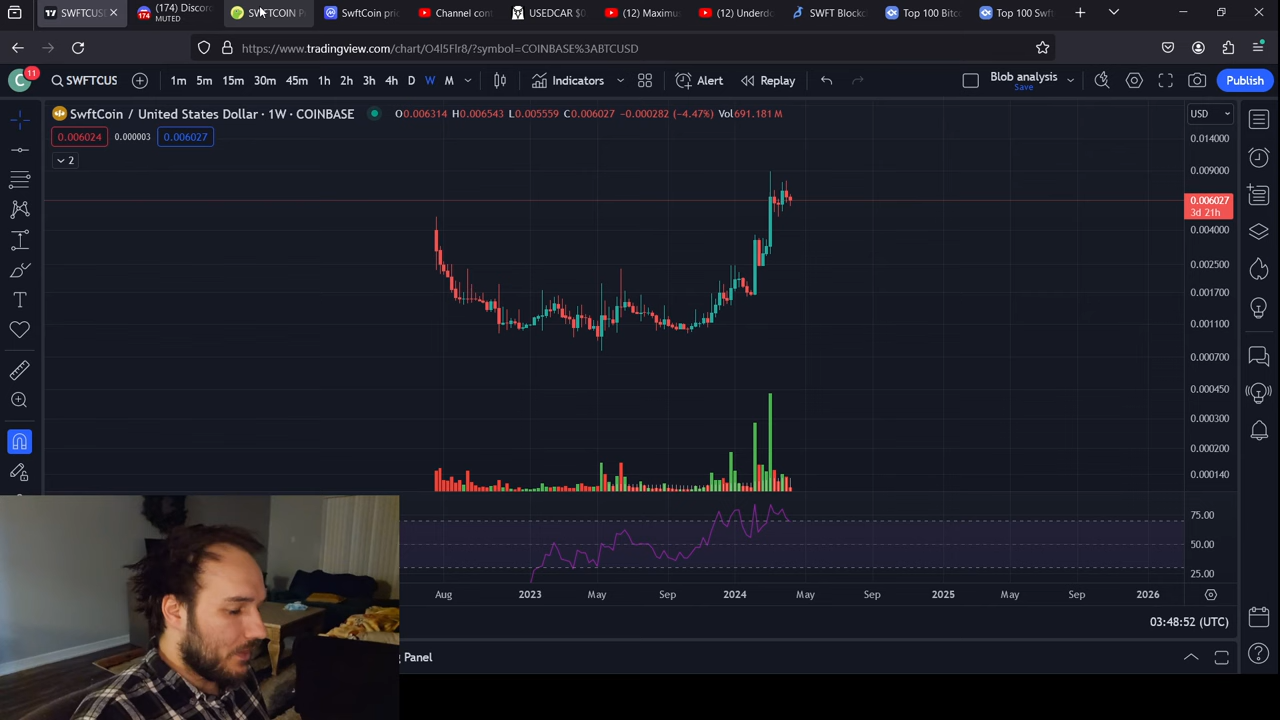 SWFTCUS
(174) Discord
MUTED
SWFTCOIN P
SwftCoin pric
Channel cont
USEDCAR $0
(12) Maximu
(12) Underdo
SWFT Blockc
Top 100 Bitc
Top 100 Swft
https://www.tradingview.com/chart/O4l5Flr8/?symbol=COINBASE%3ABTCUSD
C 11 SWFTCUS 1m 5m 15m 30m 45m 1h 2h 3h 4h D W M Indicators Alert Replay Blob analysis Publish
Save
SwftCoin / United States Dollar · 1W · COINBASE O0.006314 H0.006543 L0.005559 C0.006027 −0.000282 (−4.47%) Vol691.181 M USD
0.006024 0.000003 0.006027
2
0.014000
0.009000
0.006027
3d 21h
0.004000
0.002500
0.001700
0.001100
0.000700
0.000450
0.000300
0.000200
0.000140
75.00
50.00
25.00
Aug 2023 May Sep 2024 May Sep 2025 May Sep 2026
03:48:52 (UTC)
Panel